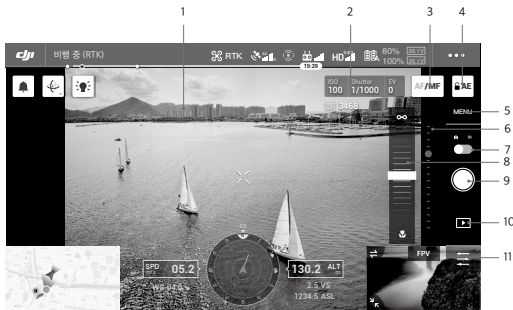 1 2 3 4
dji 비행 중 (RTK) RTK HD 80% 26.1V 100% 26.1V
19:29
ISO 100 Shutter 1/1000 EV 0 AF/MF AE
3468
MENU 5
6
7
8
9
10
FPV 11
SPD 05.2 130.2 ALT
2.5 VS
1234.5 ASL